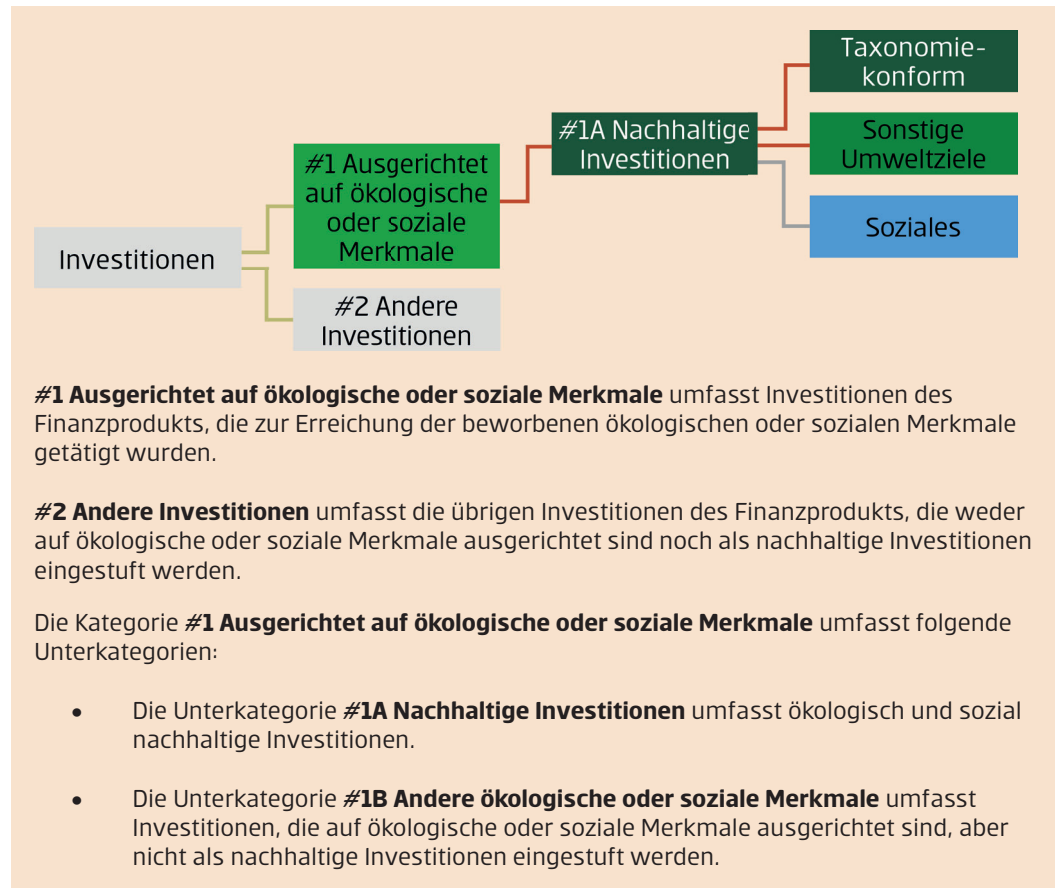 Taxonomie-
konform
#1A Nachhaltige
Investitionen
Sonstige
Umweltziele
#1 Ausgerichtet
auf ökologische
oder soziale
Merkmale
Soziales
Investitionen
#2 Andere
Investitionen
#1 Ausgerichtet auf ökologische oder soziale Merkmale umfasst Investitionen des
Finanzprodukts, die zur Erreichung der beworbenen ökologischen oder sozialen Merkmale
getätigt wurden.
#2 Andere Investitionen umfasst die übrigen Investitionen des Finanzprodukts, die weder
auf ökologische oder soziale Merkmale ausgerichtet sind noch als nachhaltige Investitionen
eingestuft werden.
Die Kategorie #1 Ausgerichtet auf ökologische oder soziale Merkmale umfasst folgende
Unterkategorien:
• Die Unterkategorie #1A Nachhaltige Investitionen umfasst ökologisch und sozial
nachhaltige Investitionen.
• Die Unterkategorie #1B Andere ökologische oder soziale Merkmale umfasst
Investitionen, die auf ökologische oder soziale Merkmale ausgerichtet sind, aber
nicht als nachhaltige Investitionen eingestuft werden.